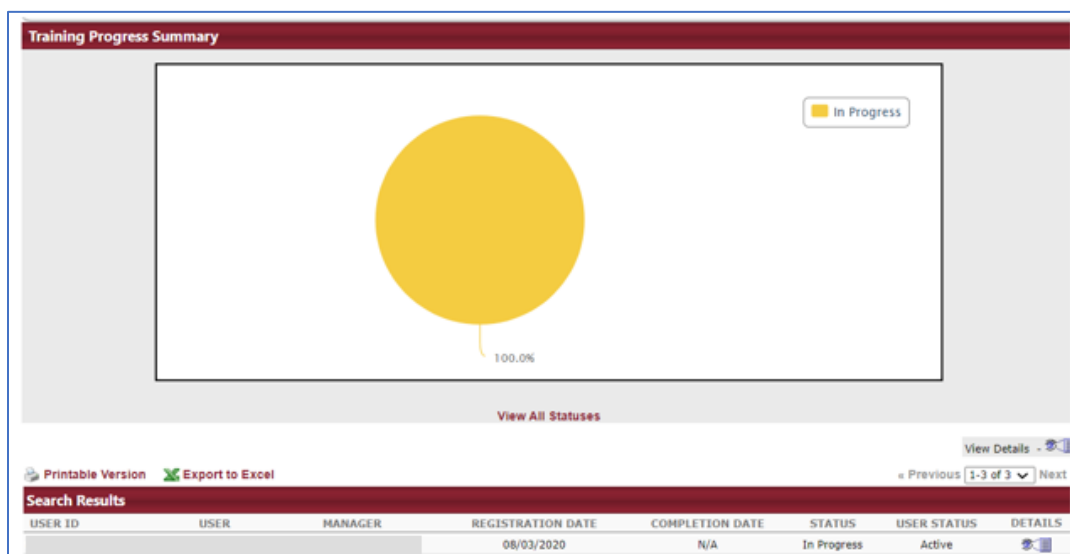 Training Progress Summary
In Progress
100.0%
View All Statuses
View Details -
Printable Version Export to Excel
« Previous 1-3 of 3 Next
Search Results
USER ID USER MANAGER REGISTRATION DATE COMPLETION DATE STATUS USER STATUS DETAILS
08/03/2020 N/A In Progress Active